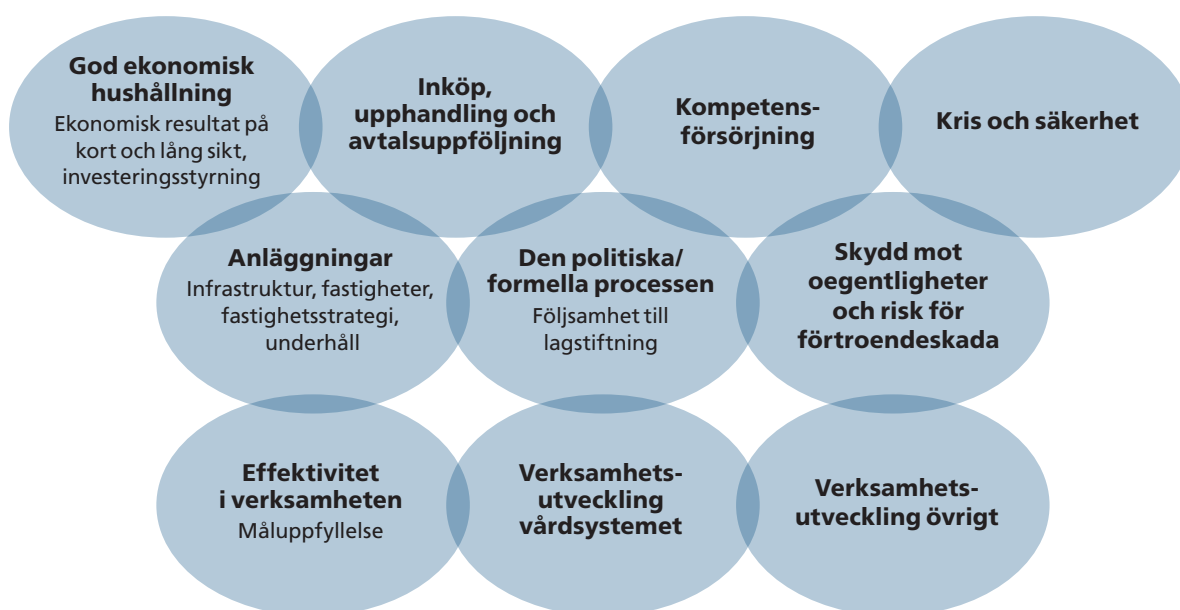 God ekonomisk
hushållning
Ekonomisk resultat på
kort och lång sikt,
investeringsstyrning
Inköp,
upphandling och
avtalsuppföljning
Kompetens-
försörjning
Kris och säkerhet
Anläggningar
Infrastruktur, fastigheter,
fastighetsstrategi,
underhåll
Den politiska/
formella processen
Följsamhet till
lagstiftning
Skydd mot
oegentligheter
och risk för
förtroendeskada
Effektivitet
i verksamheten
Måluppfyllelse
Verksamhets-
utveckling
vårdsystemet
Verksamhets-
utveckling övrigt